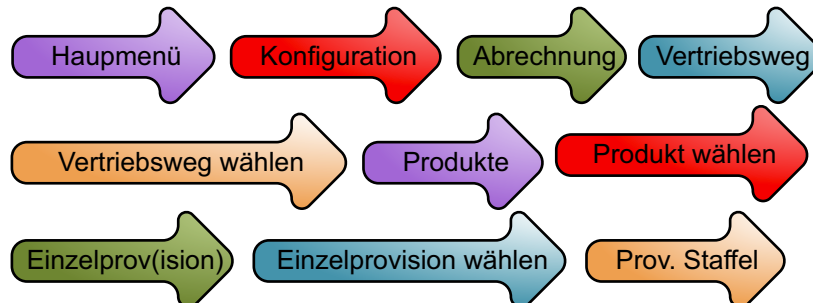 Haupmenü Konfiguration Abrechnung Vertriebsweg
Vertriebsweg wählen Produkte Produkt wählen
Einzelprov(ision) Einzelprovision wählen Prov. Staffel